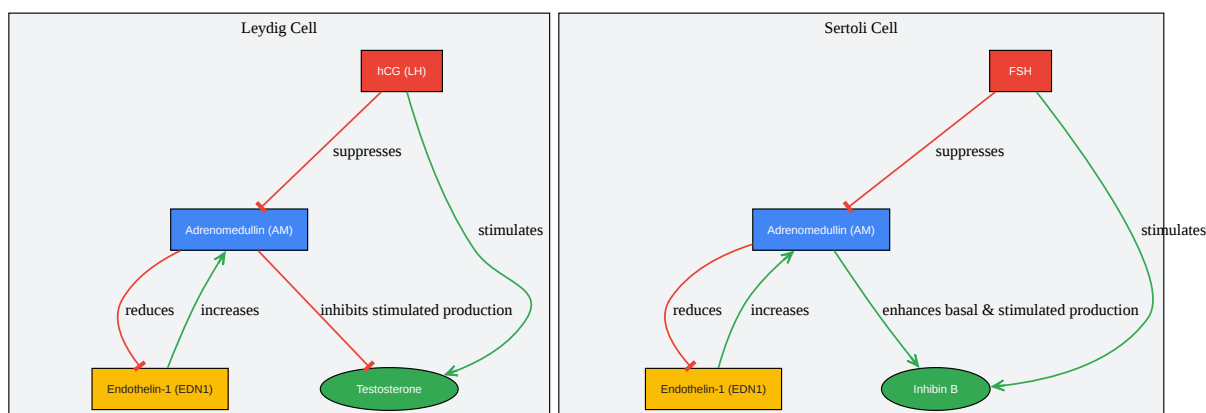 Leydig Cell
hCG (LH)
suppresses
stimulates
Adrenomedullin (AM)
reduces
increases
inhibits stimulated production
Endothelin-1 (EDN1)
Testosterone
Sertoli Cell
FSH
suppresses
stimulates
Adrenomedullin (AM)
reduces
increases
enhances basal & stimulated production
Endothelin-1 (EDN1)
Inhibin B